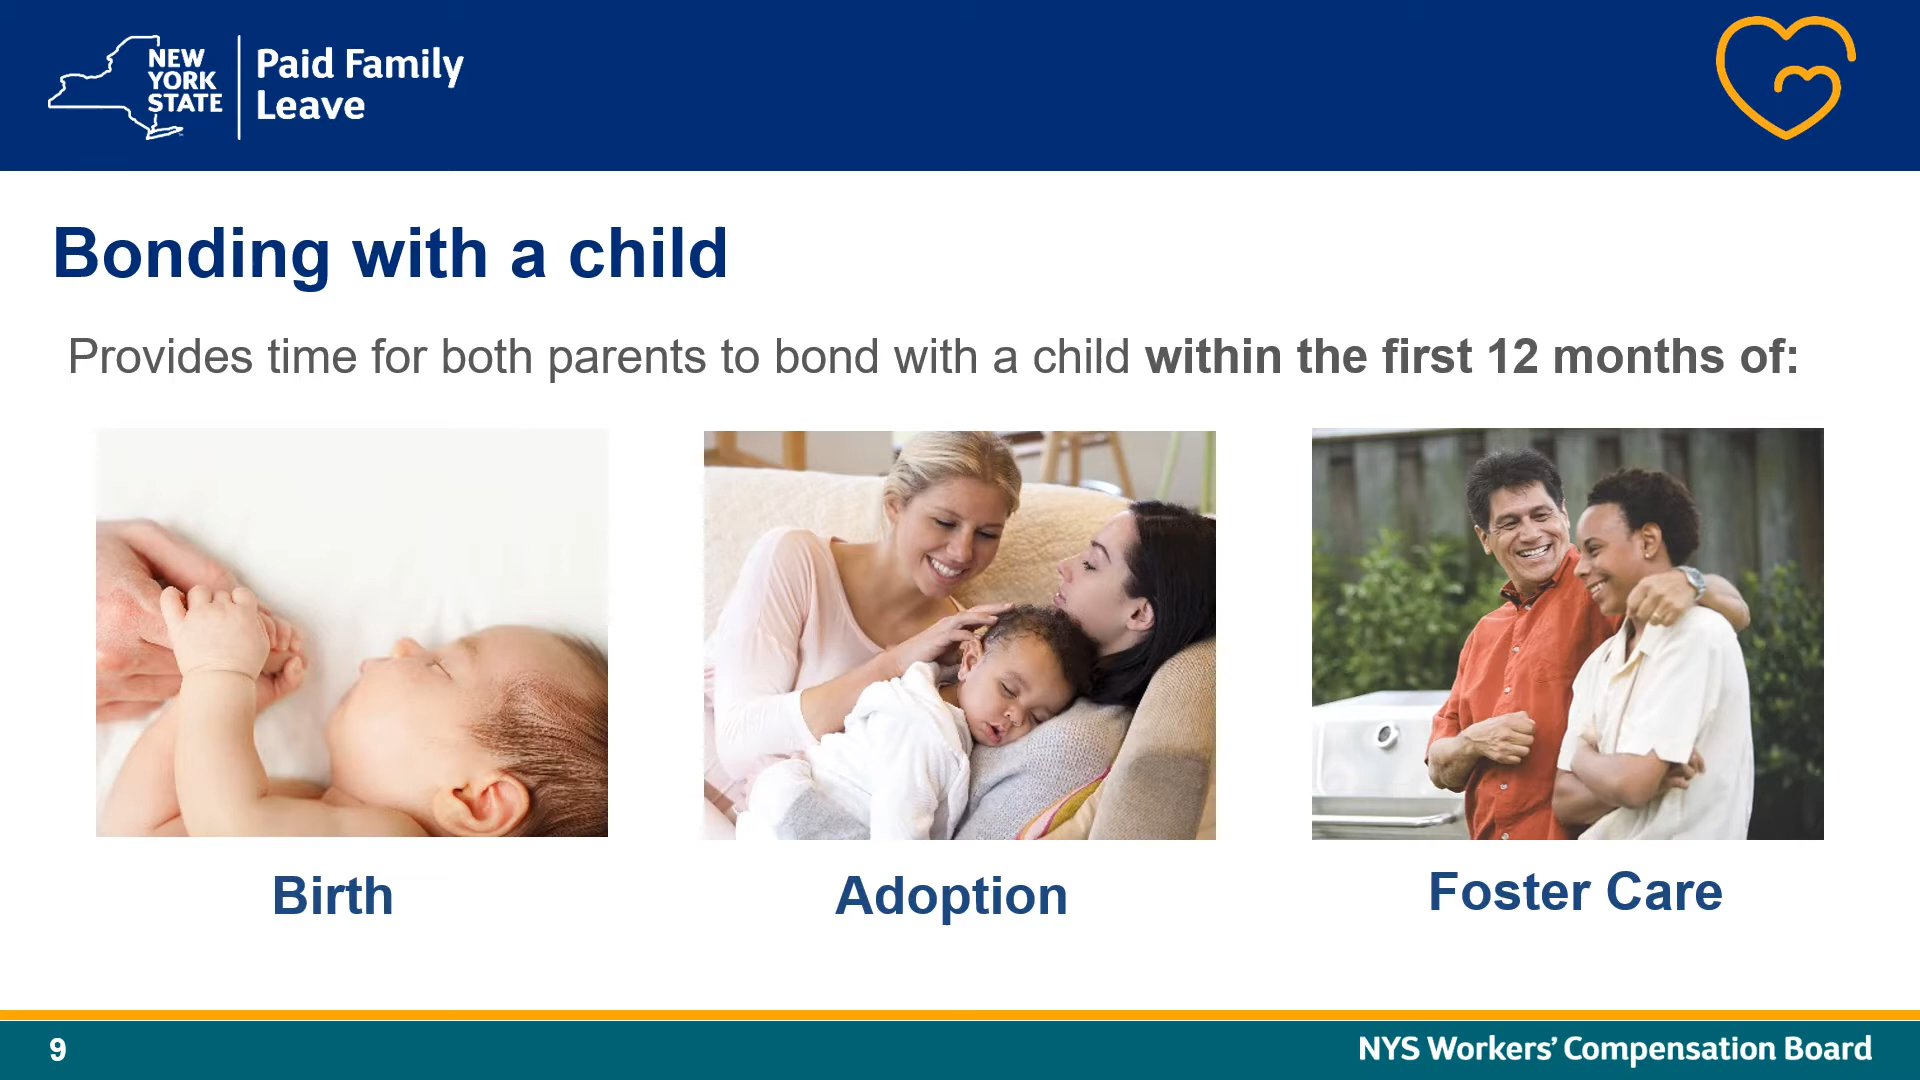 NEW
YORK
STATE
Paid Family
Leave
Bonding with a child
Provides time for both parents to bond with a child within the first 12 months of:
Birth
Adoption
Foster Care
9
NYS Workers’ Compensation Board